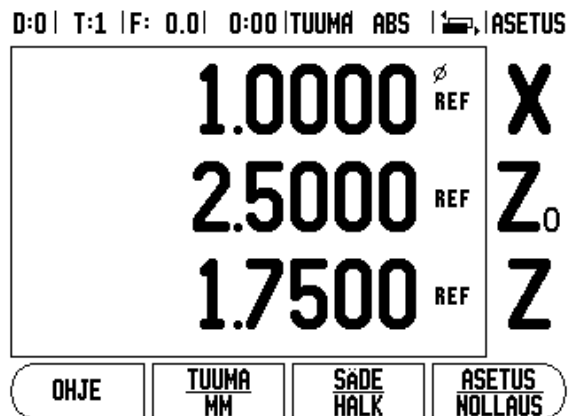 D:0 | T:1 | F: 0.0 | 0:00 | TUUMA ABS | | ASETUS
1.0000 Ø REF X
2.5000 REF Z0
1.7500 REF Z
OHJE TUUMA MM SÄDE HALK ASETUS NOLLAUS